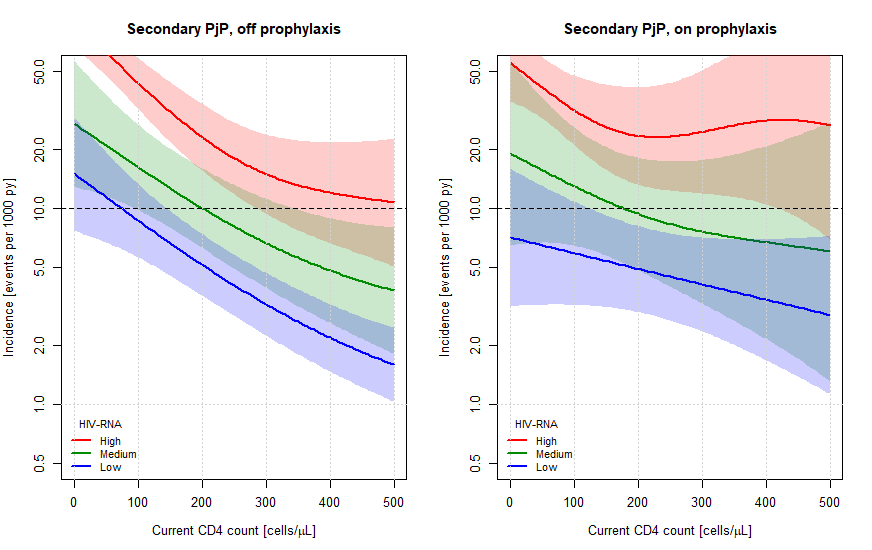 Secondary PjP, off prophylaxis
Incidence [events per 1000 py]
50.0
20.0
10.0
5.0
2.0
1.0
0.5
HIV-RNA
High
Medium
Low
0 100 200 300 400 500
Current CD4 count [cells/μL]
Secondary PjP, on prophylaxis
Incidence [events per 1000 py]
50.0
20.0
10.0
5.0
2.0
1.0
0.5
HIV-RNA
High
Medium
Low
0 100 200 300 400 500
Current CD4 count [cells/μL]